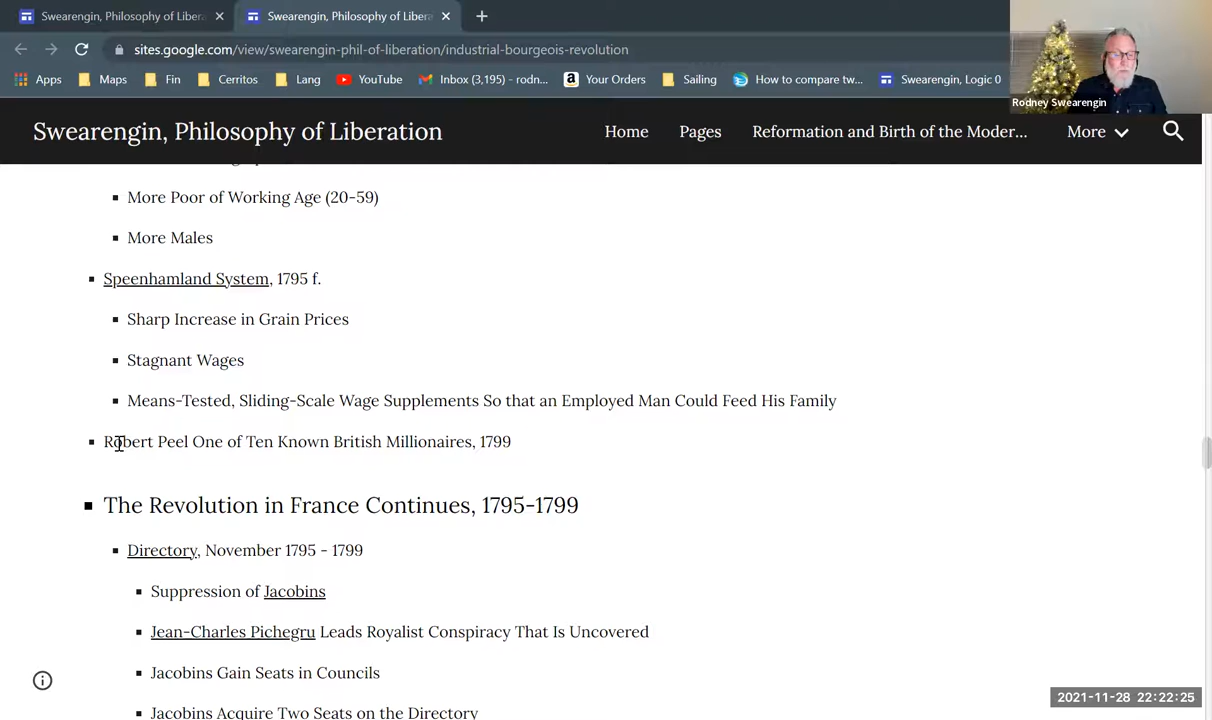 Swearengin, Philosophy of Libera
Swearengin, Philosophy of Libera
sites.google.com/view/swearengin-phil-of-liberation/industrial-bourgeois-revolution
Apps Maps Fin Cerritos Lang YouTube Inbox (3,195) - rodn... Your Orders Sailing How to compare tw... Swearengin, Logic 0
Rodney Swearengin
Swearengin, Philosophy of Liberation
Home Pages Reformation and Birth of the Moder... More
More Poor of Working Age (20-59)
More Males
Speenhamland System, 1795 f.
Sharp Increase in Grain Prices
Stagnant Wages
Means-Tested, Sliding-Scale Wage Supplements So that an Employed Man Could Feed His Family
Robert Peel One of Ten Known British Millionaires, 1799
The Revolution in France Continues, 1795-1799
Directory, November 1795 - 1799
Suppression of Jacobins
Jean-Charles Pichegru Leads Royalist Conspiracy That Is Uncovered
Jacobins Gain Seats in Councils
Jacobins Acquire Two Seats on the Directory
2021-11-28 22:22:25